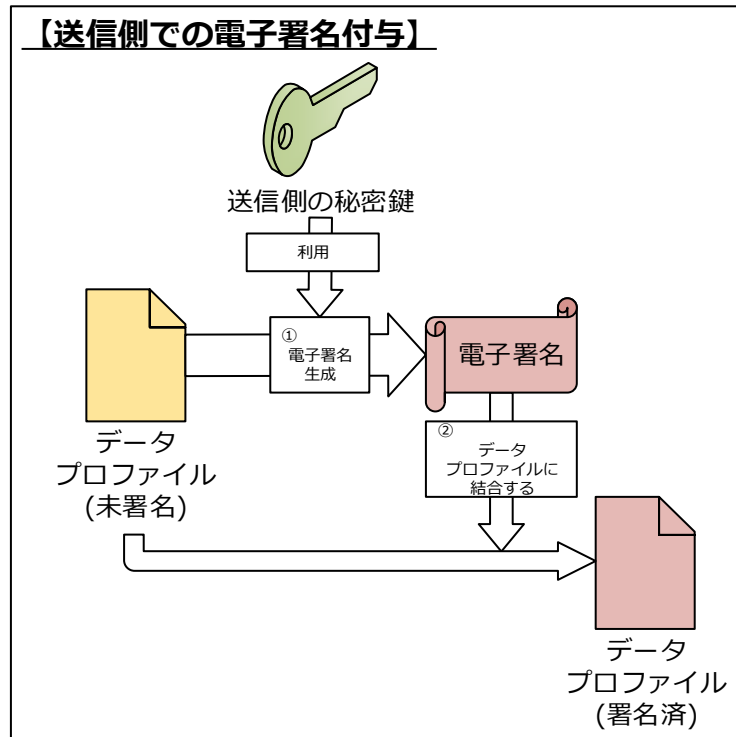 【送信側での電子署名付与】
送信側の秘密鍵
利用
①
電子署名
生成
電子署名
データ
プロファイル
(未署名)
②
データ
プロファイルに
結合する
データ
プロファイル
(署名済)